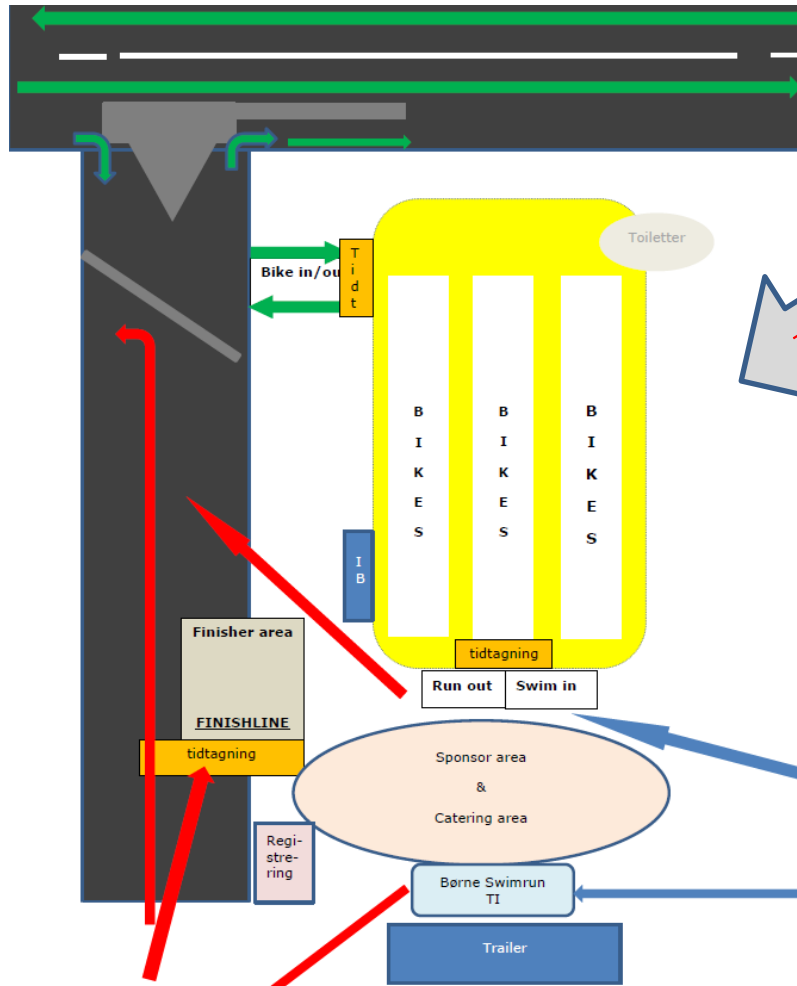 Toiletter
Bike in/ou
T
i
d
t
B
I
K
E
S
B
I
K
E
S
B
I
K
E
S
I
B
Finisher area
FINISHLINE
tidtagning
tidtagning
Run out
Swim in
Sponsor area
&
Catering area
Regi-
stre-
ring
Børne Swimrun
TI
Trailer